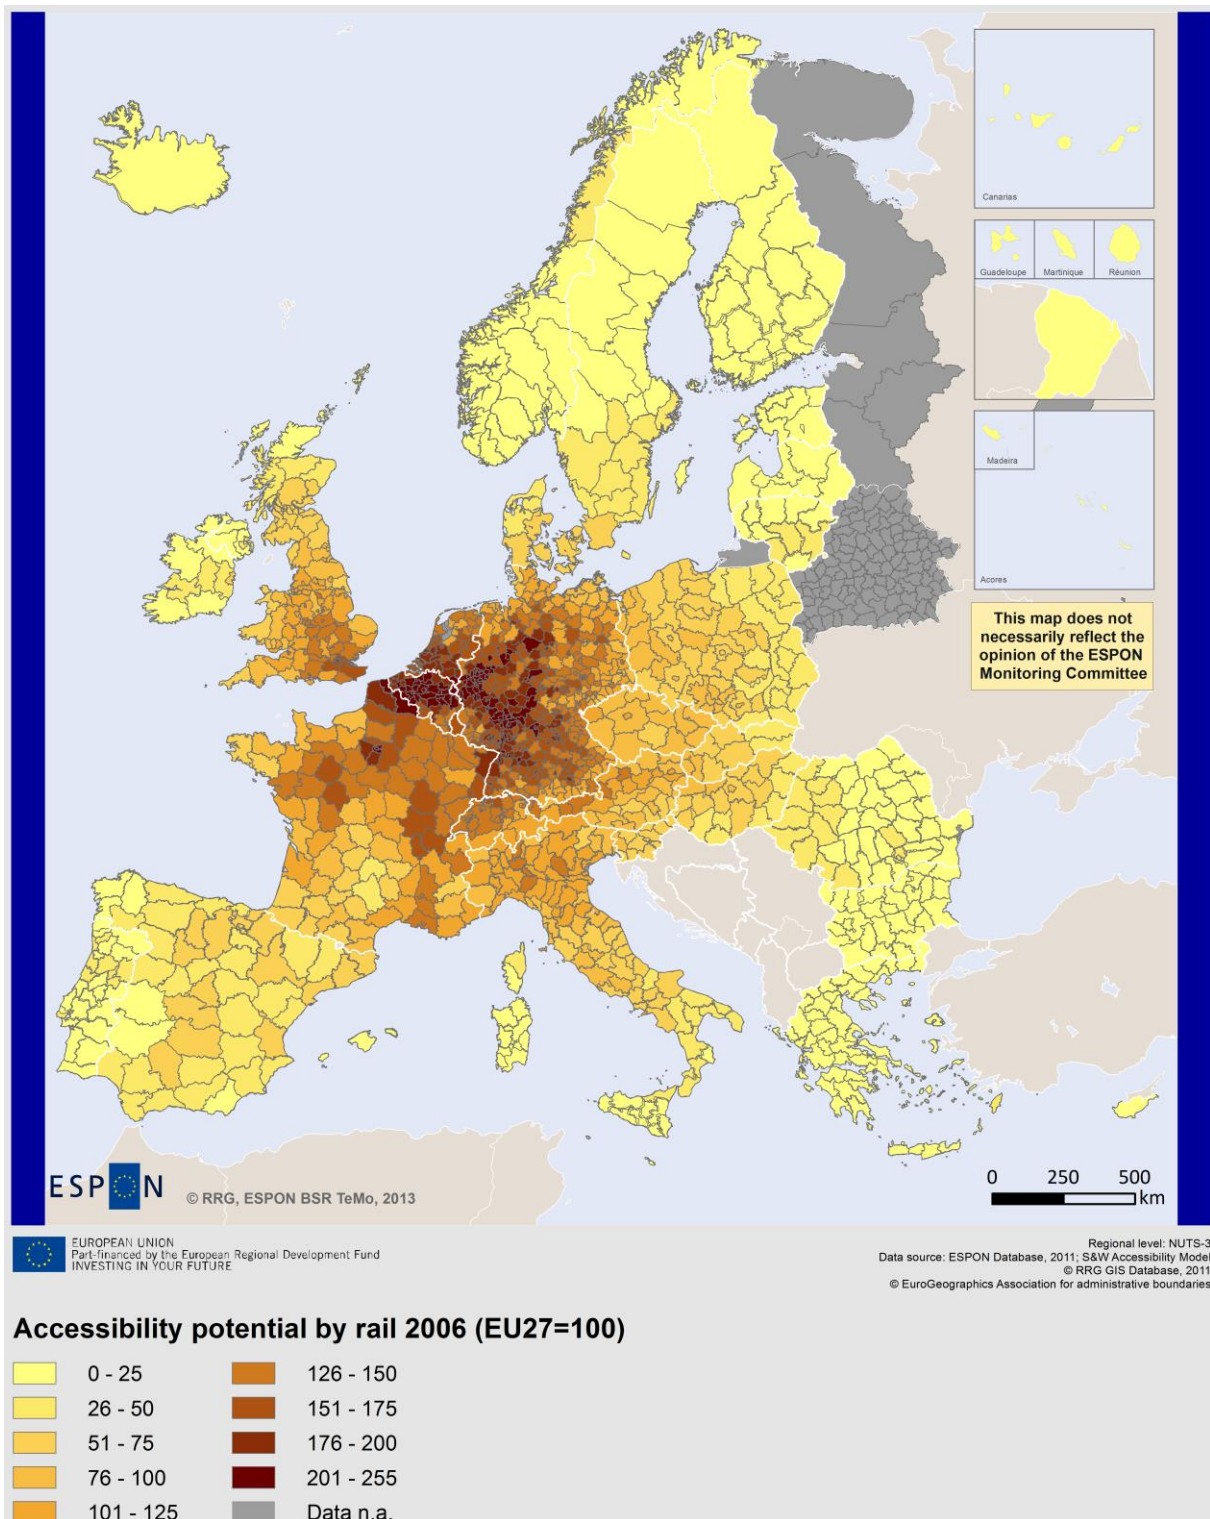 Canarias
Guadeloupe
Martinique
Réunion
Madeira
Acores
This map does not
necessarily reflect the
opinion of the ESPON
Monitoring Committee
ESPON
© RRG, ESPON BSR TeMo, 2013
0 250 500
km
EUROPEAN UNION
Part-financed by the European Regional Development Fund
INVESTING IN YOUR FUTURE
Regional level: NUTS-3
Data source: ESPON Database, 2011; S&W Accessibility Model
© RRG GIS Database, 2011
© EuroGeographics Association for administrative boundaries
Accessibility potential by rail 2006 (EU27=100)
0 - 25
26 - 50
51 - 75
76 - 100
101 - 125
126 - 150
151 - 175
176 - 200
201 - 255
Data n.a.